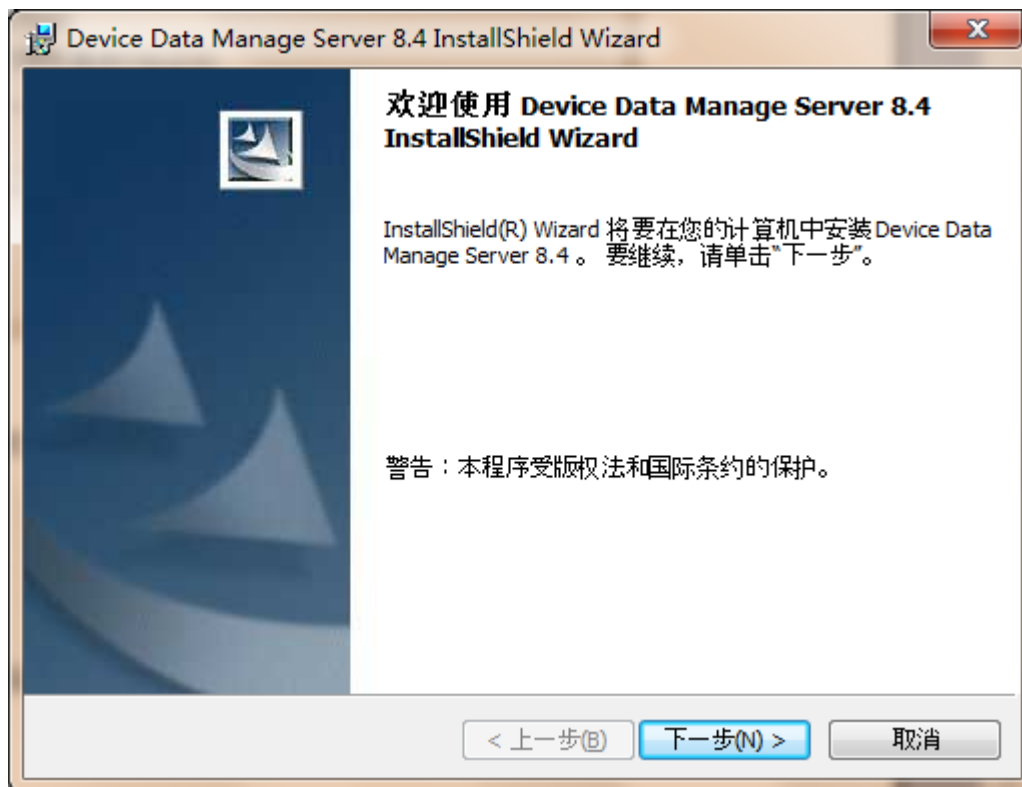 Device Data Manage Server 8.4 InstallShield Wizard
欢迎使用 Device Data Manage Server 8.4
InstallShield Wizard
InstallShield(R) Wizard 将要在您的计算机中安装 Device Data
Manage Server 8.4 。 要继续，请单击“下一步”。
警告：本程序受版权法和国际条约的保护。
< 上一步(B)
下一步(N) >
取消